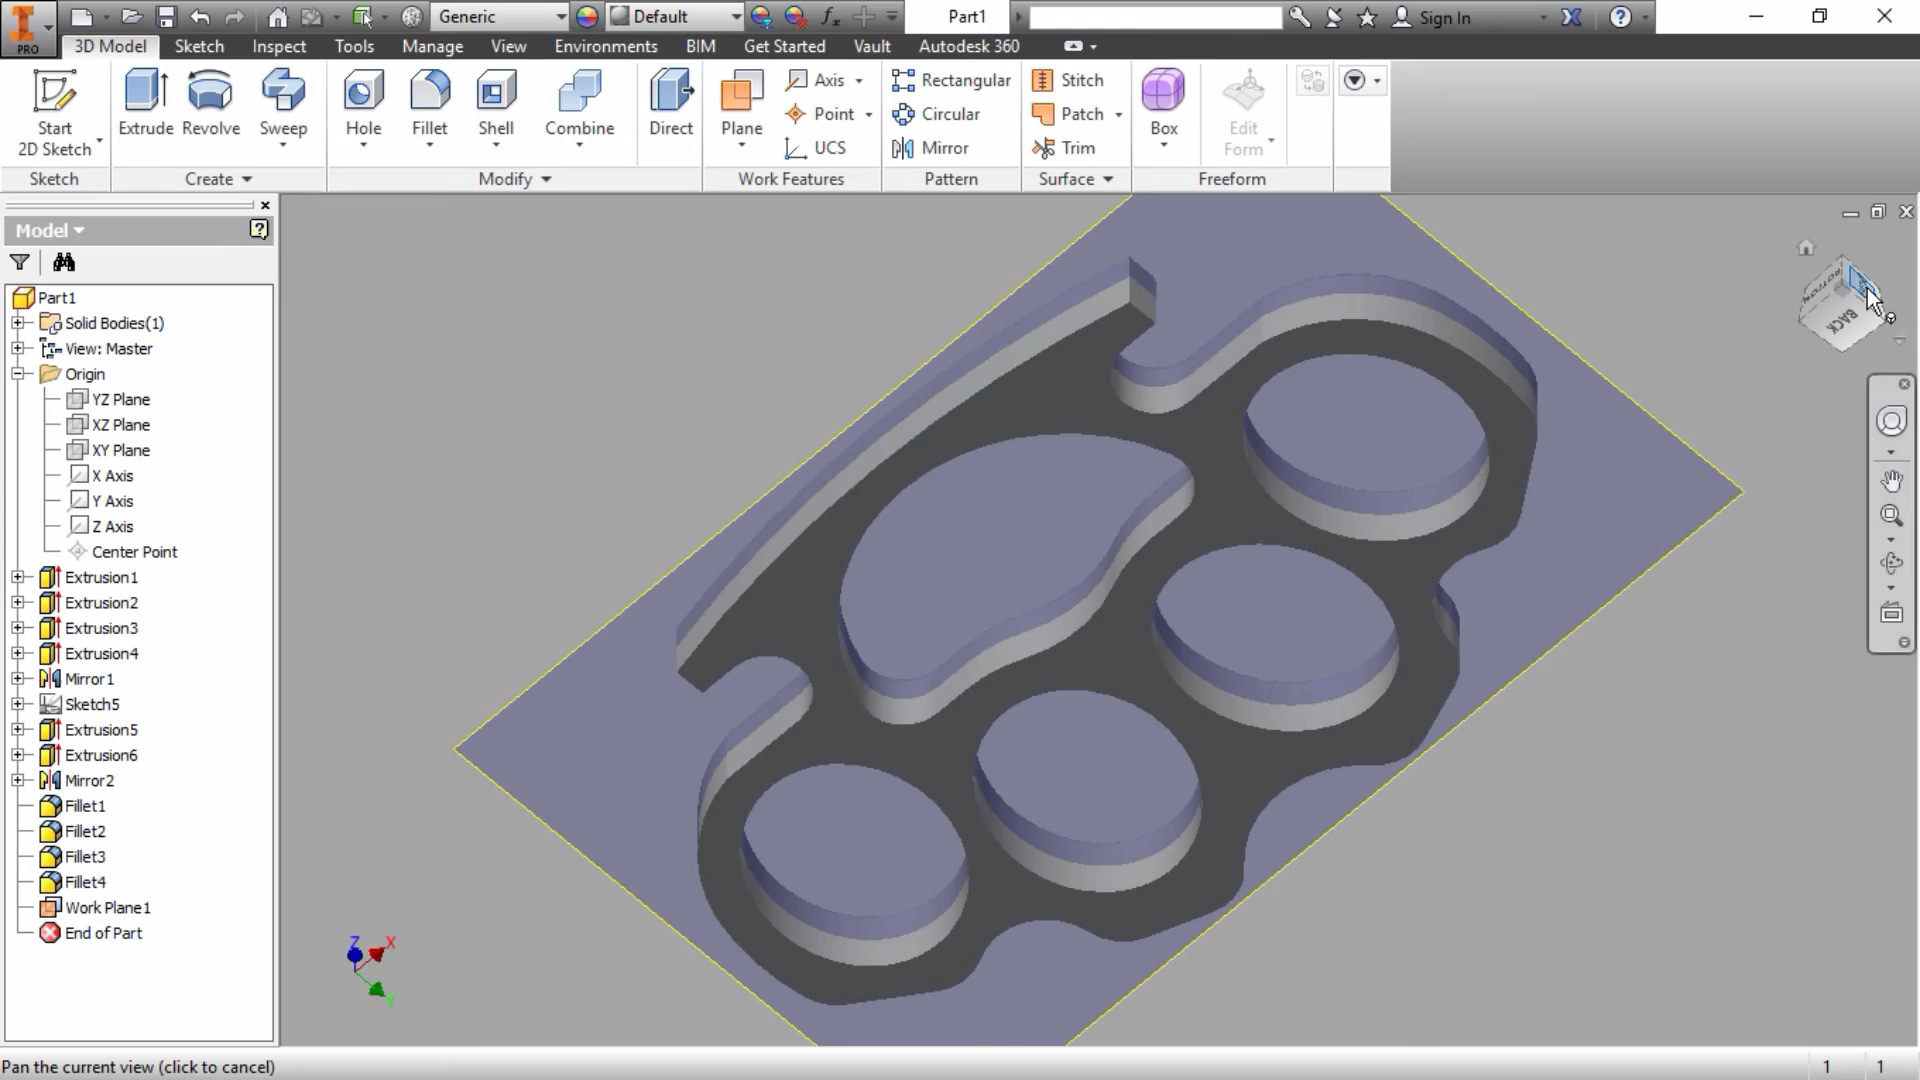 Generic
Default
Part1
Sign In
PRO
3D Model
Sketch
Inspect
Tools
Manage
View
Environments
BIM
Get Started
Vault
Autodesk 360
Start
2D Sketch
Extrude
Revolve
Sweep
Hole
Fillet
Shell
Combine
Direct
Plane
Axis
Point
UCS
Rectangular
Circular
Mirror
Stitch
Patch
Trim
Box
Edit
Form
Sketch
Create
Modify
Work Features
Pattern
Surface
Freeform
Model
Part1
Solid Bodies(1)
View: Master
Origin
YZ Plane
XZ Plane
XY Plane
X Axis
Y Axis
Z Axis
Center Point
Extrusion1
Extrusion2
Extrusion3
Extrusion4
Mirror1
Sketch5
Extrusion5
Extrusion6
Mirror2
Fillet1
Fillet2
Fillet3
Fillet4
Work Plane1
End of Part
BOTTOM
BACK
Z
X
Y
Pan the current view (click to cancel)
1
1